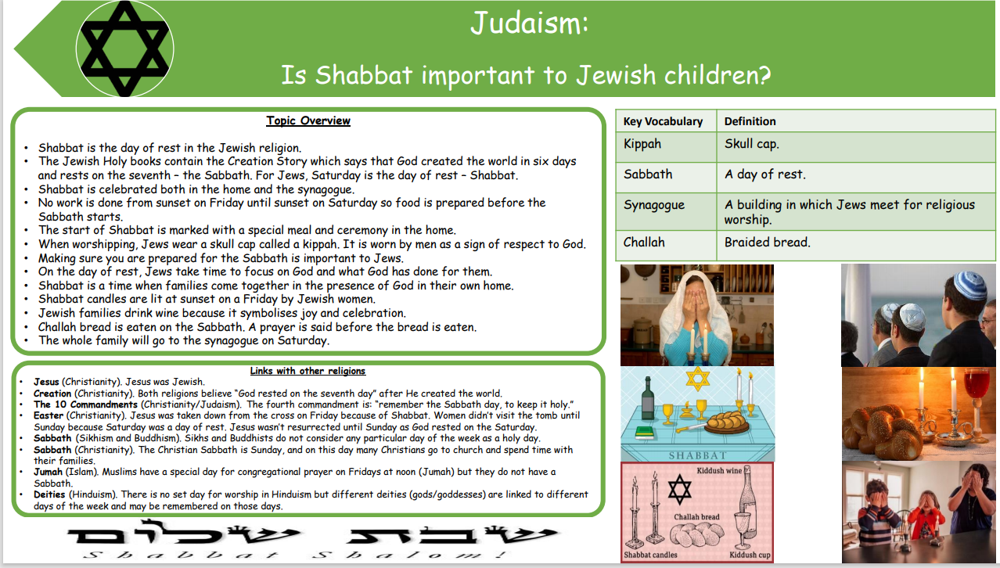 Judaism:
Is Shabbat important to Jewish children?
Topic Overview
• Shabbat is the day of rest in the Jewish religion.
• The Jewish Holy books contain the Creation Story which says that God created the world in six days
and rests on the seventh – the Sabbath. For Jews, Saturday is the day of rest – Shabbat.
• Shabbat is celebrated both in the home and the synagogue.
• No work is done from sunset on Friday until sunset on Saturday so food is prepared before the
Sabbath starts.
• The start of Shabbat is marked with a special meal and ceremony in the home.
• When worshipping, Jews wear a skull cap called a kippah. It is worn by men as a sign of respect to God.
• Making sure you are prepared for the Sabbath is important to Jews.
• On the day of rest, Jews take time to focus on God and what God has done for them.
• Shabbat is a time when families come together in the presence of God in their own home.
• Shabbat candles are lit at sunset on a Friday by Jewish women.
• Jewish families drink wine because it symbolises joy and celebration.
• Challah bread is eaten on the Sabbath. A prayer is said before the bread is eaten.
• The whole family will go to the synagogue on Saturday.
Links with other religions
• Jesus (Christianity). Jesus was Jewish.
• Creation (Christianity). Both religions believe “God rested on the seventh day” after He created the world.
• The 10 Commandments (Christianity/Judaism). The fourth commandment is: “remember the Sabbath day, to keep it holy.”
• Easter (Christianity). Jesus was taken down from the cross on Friday because of Shabbat. Women didn’t visit the tomb until
Sunday because Saturday was a day of rest. Jesus wasn’t resurrected until Sunday as God rested on the Saturday.
• Sabbath (Sikhism and Buddhism). Sikhs and Buddhists do not consider any particular day of the week as a holy day.
• Sabbath (Christianity). The Christian Sabbath is Sunday, and on this day many Christians go to church and spend time with
their families.
• Jumah (Islam). Muslims have a special day for congregational prayer on Fridays at noon (Jumah) but they do not have a
Sabbath.
• Deities (Hinduism). There is no set day for worship in Hinduism but different deities (gods/goddesses) are linked to different
days of the week and may be remembered on those days.
שבת שלום
Shabbat Shalom!
Key Vocabulary Definition
Kippah Skull cap.
Sabbath A day of rest.
Synagogue A building in which Jews meet for religious
worship.
Challah Braided bread.
SHABBAT
Kiddush wine
Challah bread
Shabbat candles
Kiddush cup